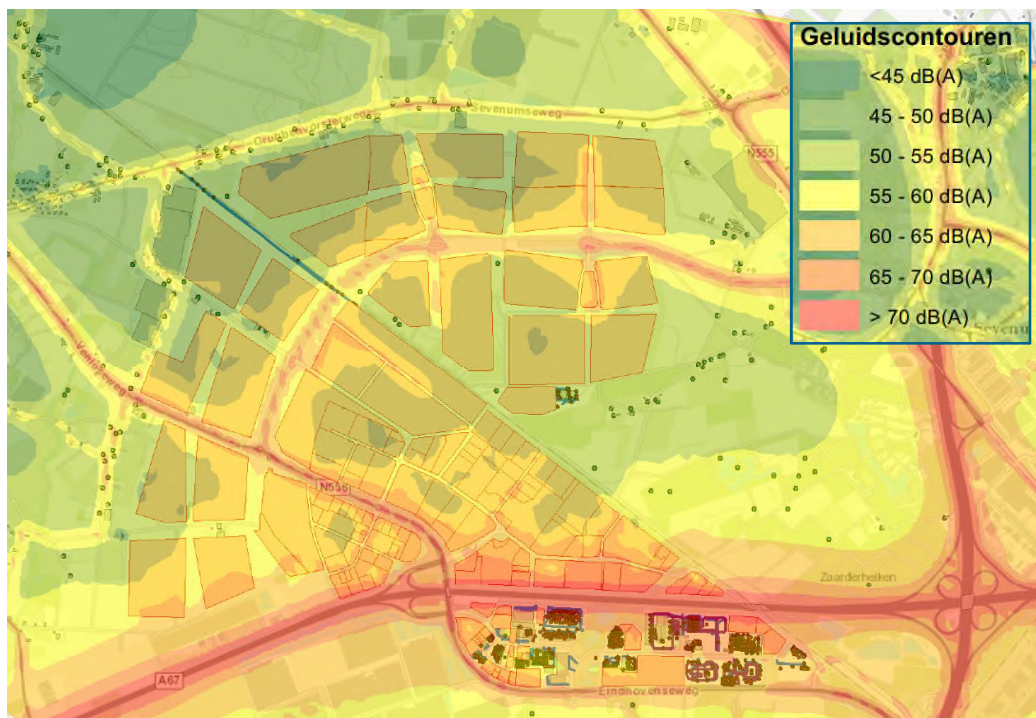 Geluidscontouren
<45 dB(A)
45 - 50 dB(A)
50 - 55 dB(A)
55 - 60 dB(A)
60 - 65 dB(A)
65 - 70 dB(A)
> 70 dB(A)
Sevenumseweg
Grubbenvorsterweg
N555
Venloseweg
N556
Zaarderheiken
A67
Eindhovenseweg